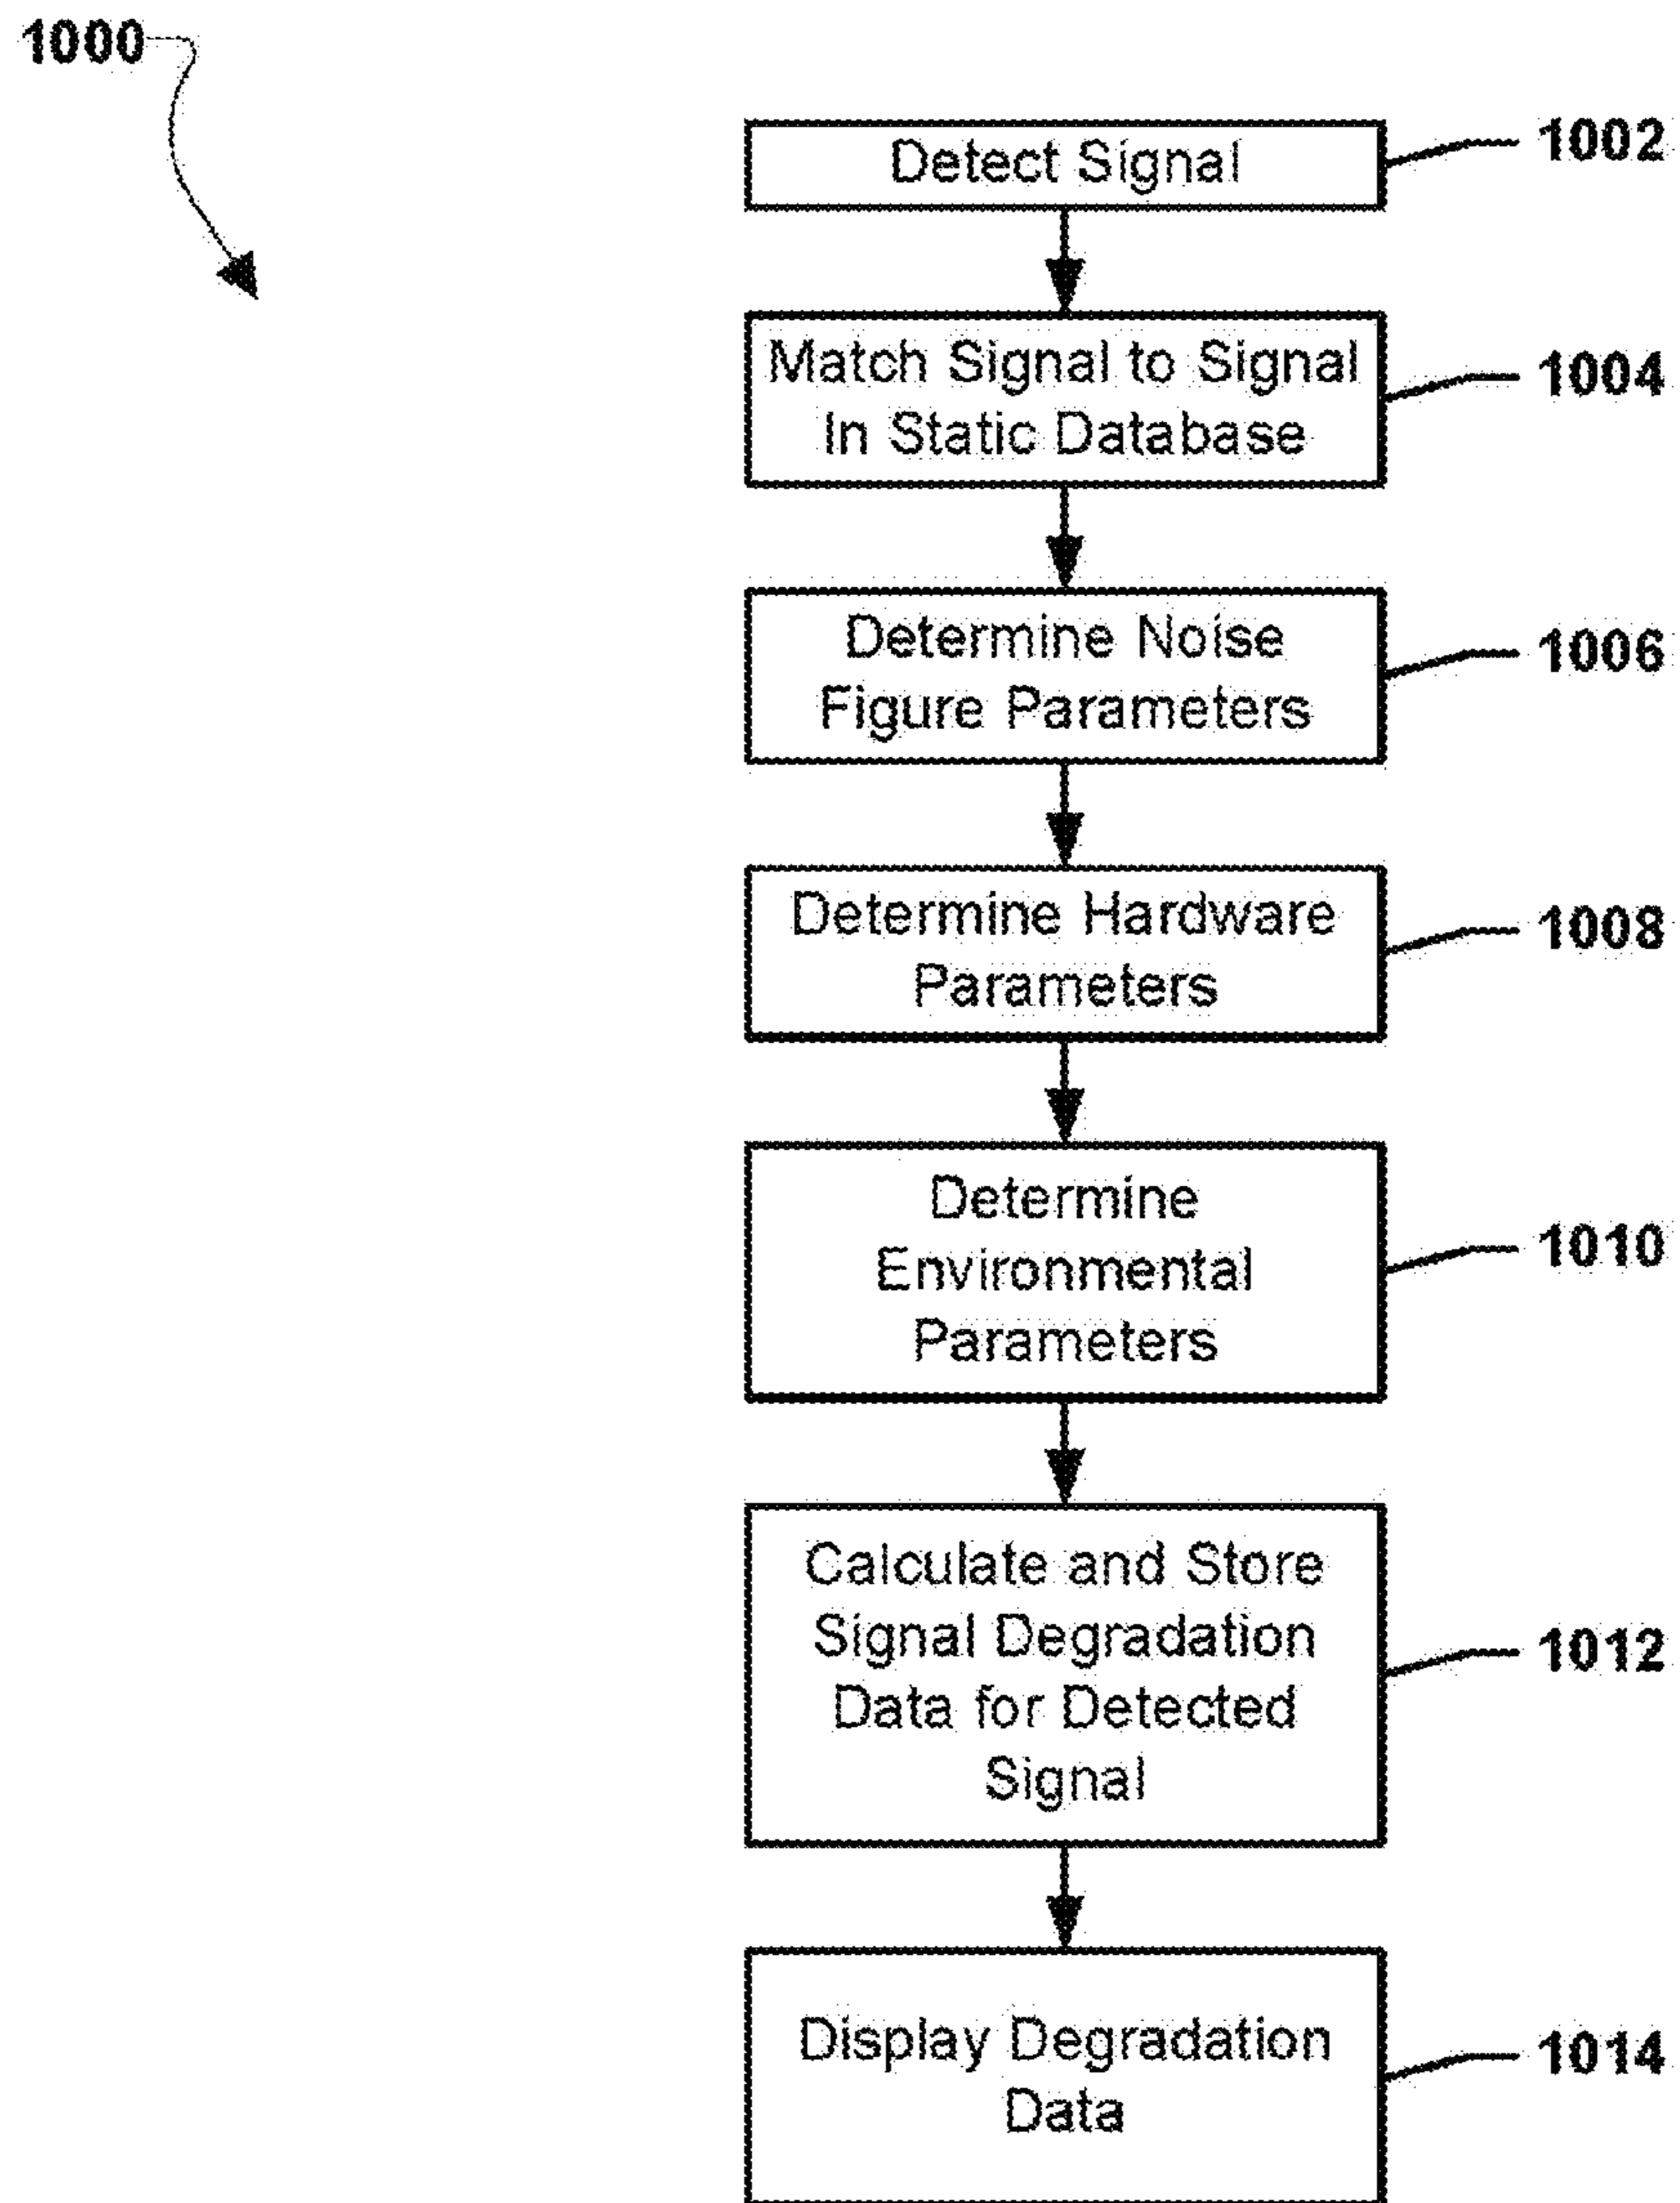 1000
Detect Signal
1002
Match Signal to Signal
In Static Database
1004
Determine Noise
Figure Parameters
1006
Determine Hardware
Parameters
1008
Determine
Environmental
Parameters
1010
Calculate and Store
Signal Degradation
Data for Detected
Signal
1012
Display Degradation
Data
1014